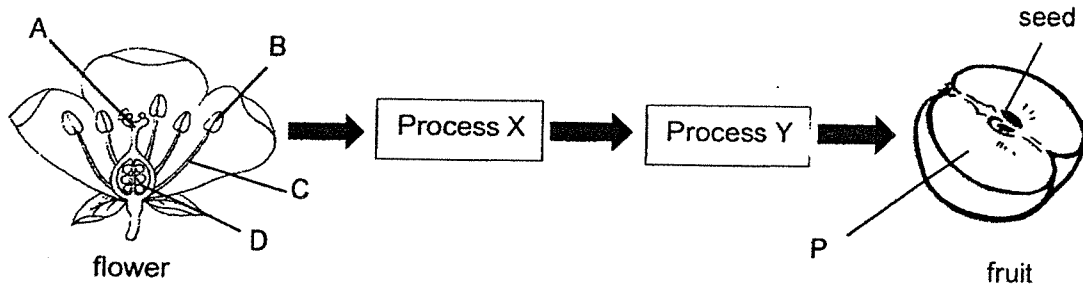 seed
A
B
Process X
Process Y
C
D
P
flower
fruit